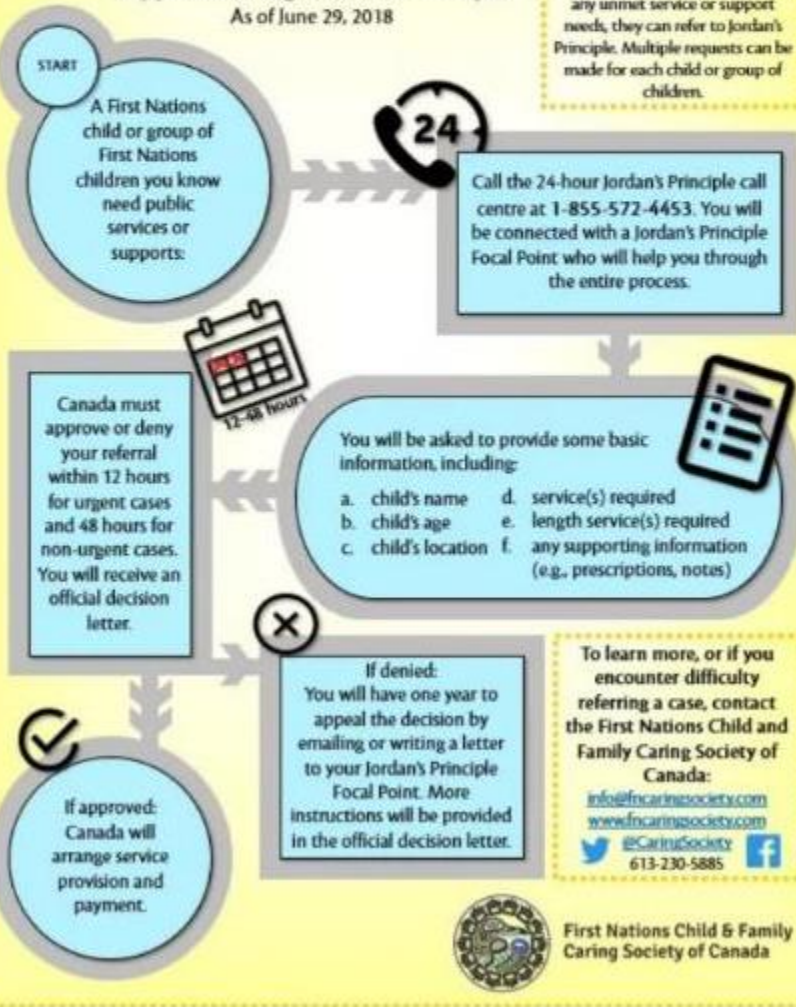 As of June 29, 2018
any unmet service or support
needs, they can refer to Jordan's
Principle. Multiple requests can be
made for each child or group of
children.
START
A First Nations
child or group of
First Nations
children you know
need public
services or
supports:
24
Call the 24-hour Jordan's Principle call
centre at 1-855-572-4453. You will
be connected with a Jordan's Principle
Focal Point who will help you through
the entire process.
12-48 hours
You will be asked to provide some basic
information, including:
a. child's name
b. child's age
c. child's location
d. service(s) required
e. length service(s) required
f. any supporting information
(e.g., prescriptions, notes)
Canada must
approve or deny
your referral
within 12 hours
for urgent cases
and 48 hours for
non-urgent cases.
You will receive an
official decision
letter.
If denied:
You will have one year to
appeal the decision by
emailing or writing a letter
to your Jordan's Principle
Focal Point. More
instructions will be provided
in the official decision letter.
If approved:
Canada will
arrange service
provision and
payment.
To learn more, or if you
encounter difficulty
referring a case, contact
the First Nations Child and
Family Caring Society of
Canada:
info@fncaringsociety.com
www.fncaringsociety.com
@CaringSociety
613-230-5885
First Nations Child & Family
Caring Society of Canada